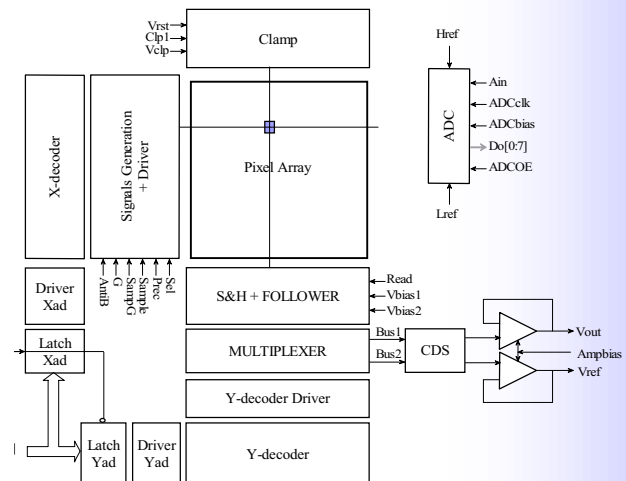 Vrst
Clp1
Vclp
Clamp
Href
X-decoder
Signals Generation
+ Driver
Pixel Array
ADC
Ain
ADCclk
ADCbias
Do[0:7]
ADCOE
Lref
AntiB
G
SampG
Sample
Prec
Sel
Driver
Xad
S&H + FOLLOWER
Read
Vbias1
Vbias2
Latch
Xad
MULTIPLEXER
Bus1
Bus2
CDS
Vout
Ampbias
Vref
Y-decoder Driver
Latch
Yad
Driver
Yad
Y-decoder